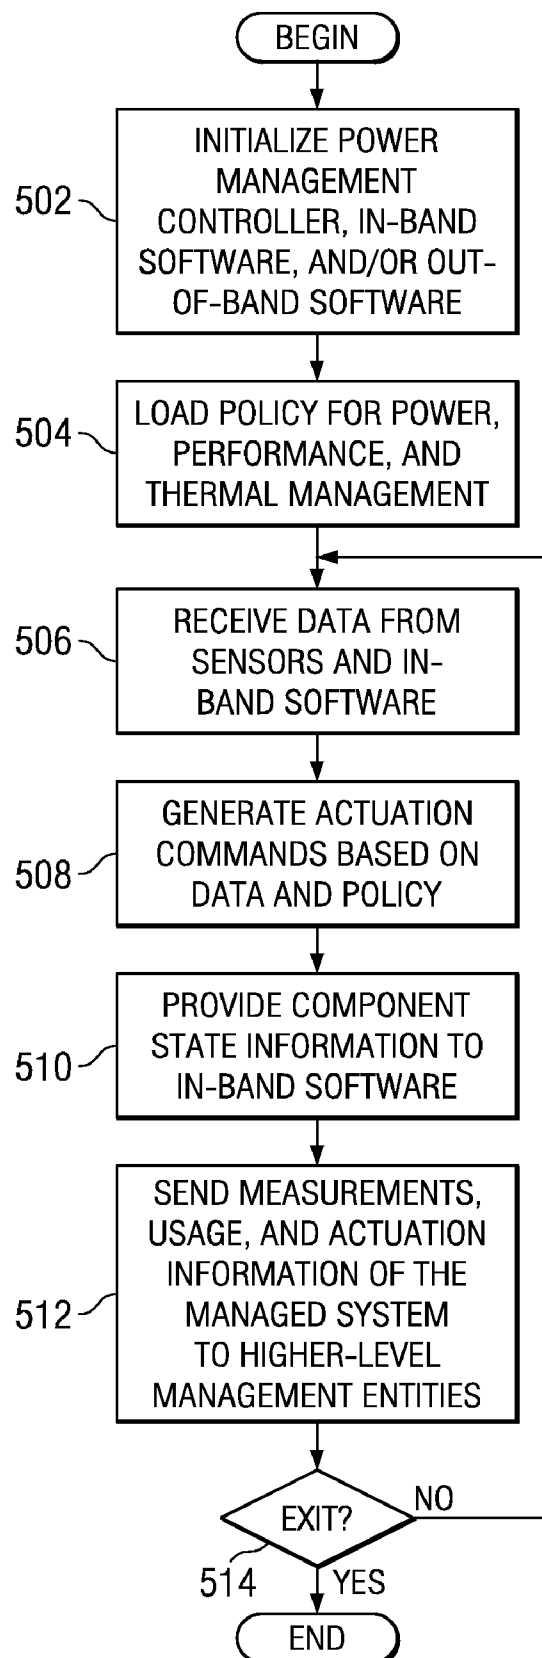 BEGIN
502
INITIALIZE POWER
MANAGEMENT
CONTROLLER, IN-BAND
SOFTWARE, AND/OR OUT-
OF-BAND SOFTWARE
504
LOAD POLICY FOR POWER,
PERFORMANCE, AND
THERMAL MANAGEMENT
506
RECEIVE DATA FROM
SENSORS AND IN-
BAND SOFTWARE
508
GENERATE ACTUATION
COMMANDS BASED ON
DATA AND POLICY
510
PROVIDE COMPONENT
STATE INFORMATION TO
IN-BAND SOFTWARE
512
SEND MEASUREMENTS,
USAGE, AND ACTUATION
INFORMATION OF THE
MANAGED SYSTEM
TO HIGHER-LEVEL
MANAGEMENT ENTITIES
EXIT?
NO
514
YES
END